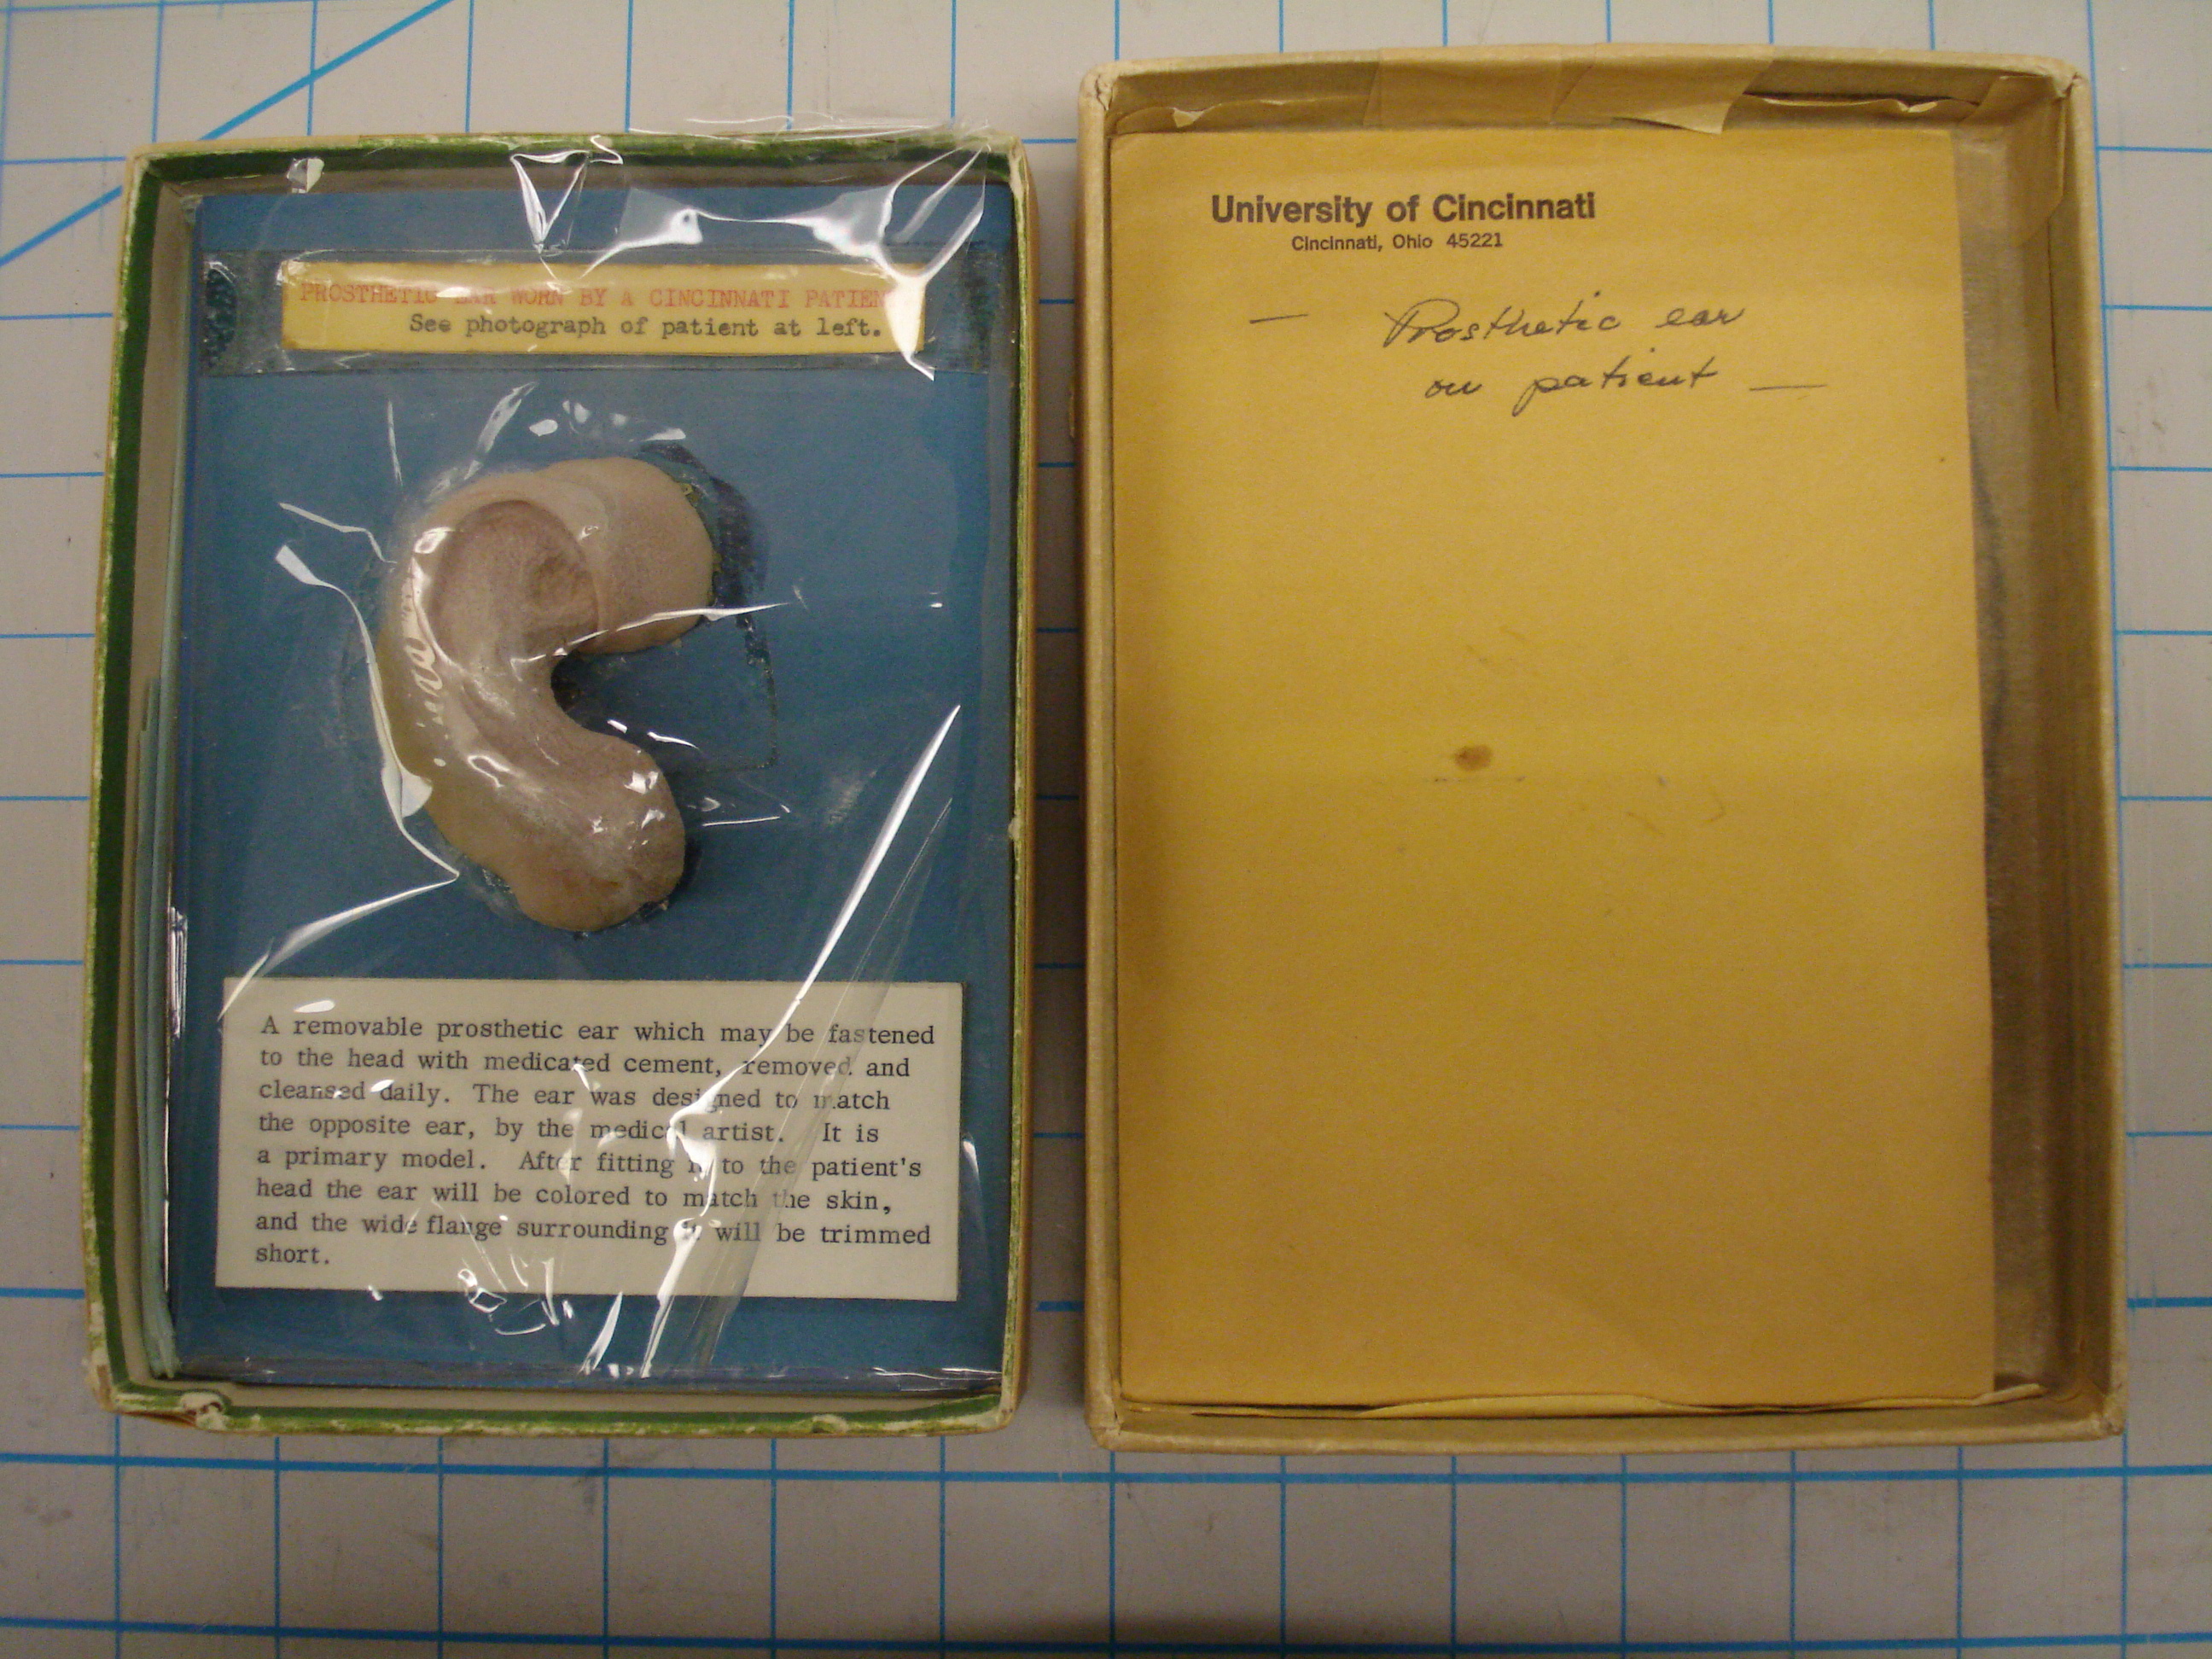 PROSTHETIC EAR WORN BY A CINCINNATI PATIEN
See photograph of patient at left.
A removable prosthetic ear which may be fastened
to the head with medicated cement, removed and
cleansed daily. The ear was designed to match
the opposite ear, by the medical artist. It is
a primary model. After fitting it to the patient's
head the ear will be colored to match the skin,
and the wide flange surrounding it will be trimmed
short.
University of Cincinnati
Cincinnati, Ohio 45221
— Prosthetic ear
on patient —